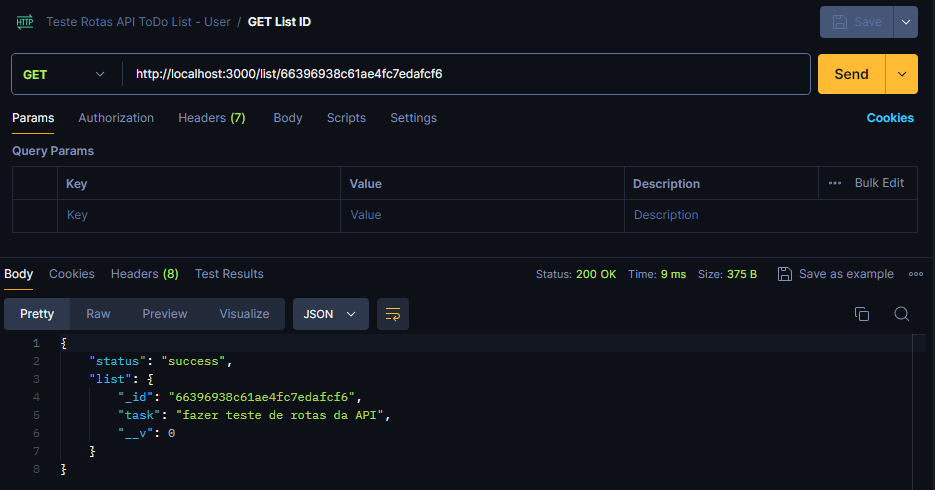 HTTP Teste Rotas API ToDo List - User / GET List ID Save
GET http://localhost:3000/list/66396938c61ae4fc7edafcf6 Send
Params Authorization Headers (7) Body Scripts Settings Cookies
Query Params
Key Value Description ••• Bulk Edit
Key Value Description
Body Cookies Headers (8) Test Results Status: 200 OK Time: 9 ms Size: 375 B Save as example
Pretty Raw Preview Visualize JSON
1 {
2 "status": "success",
3 "list": {
4 "_id": "66396938c61ae4fc7edafcf6",
5 "task": "fazer teste de rotas da API",
6 "__v": 0
7 }
8 }